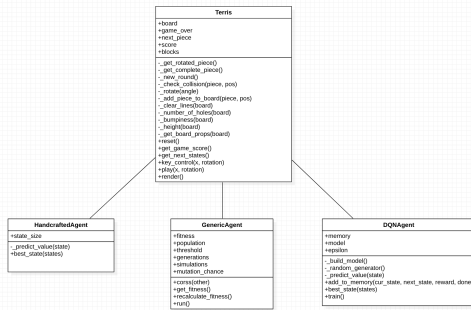 Terris
+board
+game_over
+next_piece
+score
+blocks
-_get_rotated_piece()
-_get_complete_piece()
-_new_round()
-_check_collision(piece, pos)
-_rotate(angle)
-_add_piece_to_board(piece, pos)
-_clear_lines(board)
-_number_of_holes(board)
-_bumpiness(board)
-_height(board)
-_get_board_props(board)
+reset()
+get_game_score()
+get_next_states()
+key_control(x, rotation)
+play(x, rotation)
+render()
HandcraftedAgent
+state_size
-_predict_value(state)
+best_state(states)
GenericAgent
+fitness
+population
+threshold
+generations
+simulations
+mutation_chance
+corss(other)
+get_fitness()
+recalculate_fitness()
+run()
DQNAgent
+memory
+model
+epsilon
-_build_model()
-_random_generator()
-_predict_value(state)
+add_to_memory(cur_state, next_state, reward, done
+best_state(states)
+train()